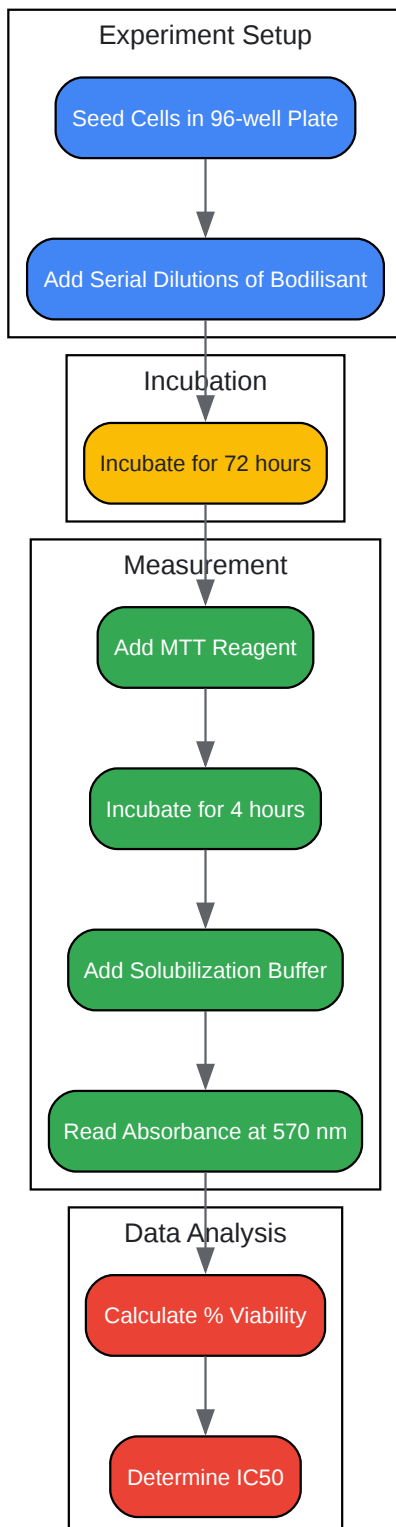 Experiment Setup
Seed Cells in 96-well Plate
Add Serial Dilutions of Bodilisant
Incubation
Incubate for 72 hours
Measurement
Add MTT Reagent
Incubate for 4 hours
Add Solubilization Buffer
Read Absorbance at 570 nm
Data Analysis
Calculate % Viability
Determine IC50